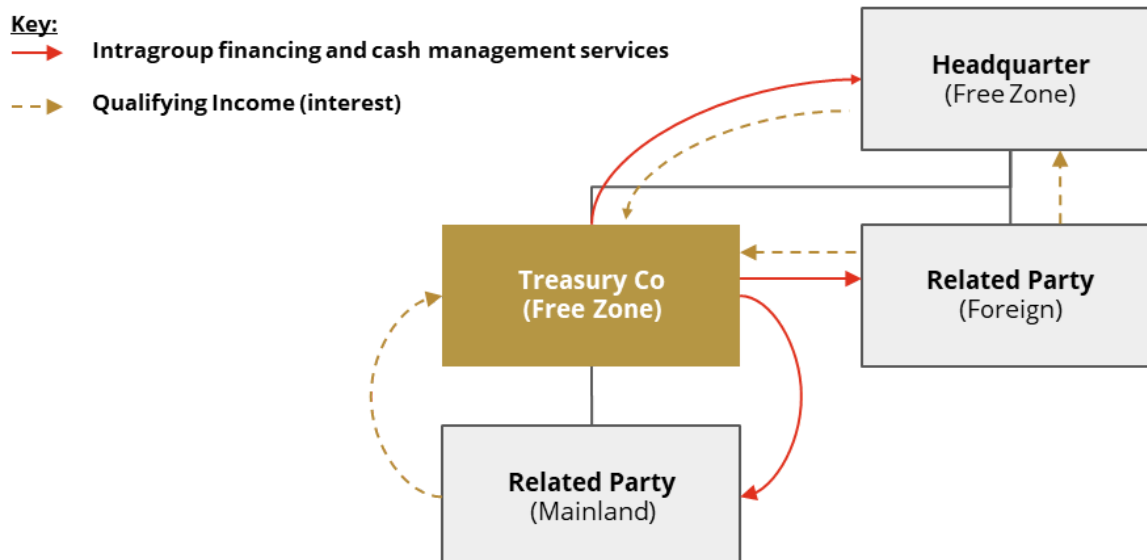 Key:
Intragroup financing and cash management services
Qualifying Income (interest)
Headquarter
(Free Zone)
Treasury Co
(Free Zone)
Related Party
(Foreign)
Related Party
(Mainland)